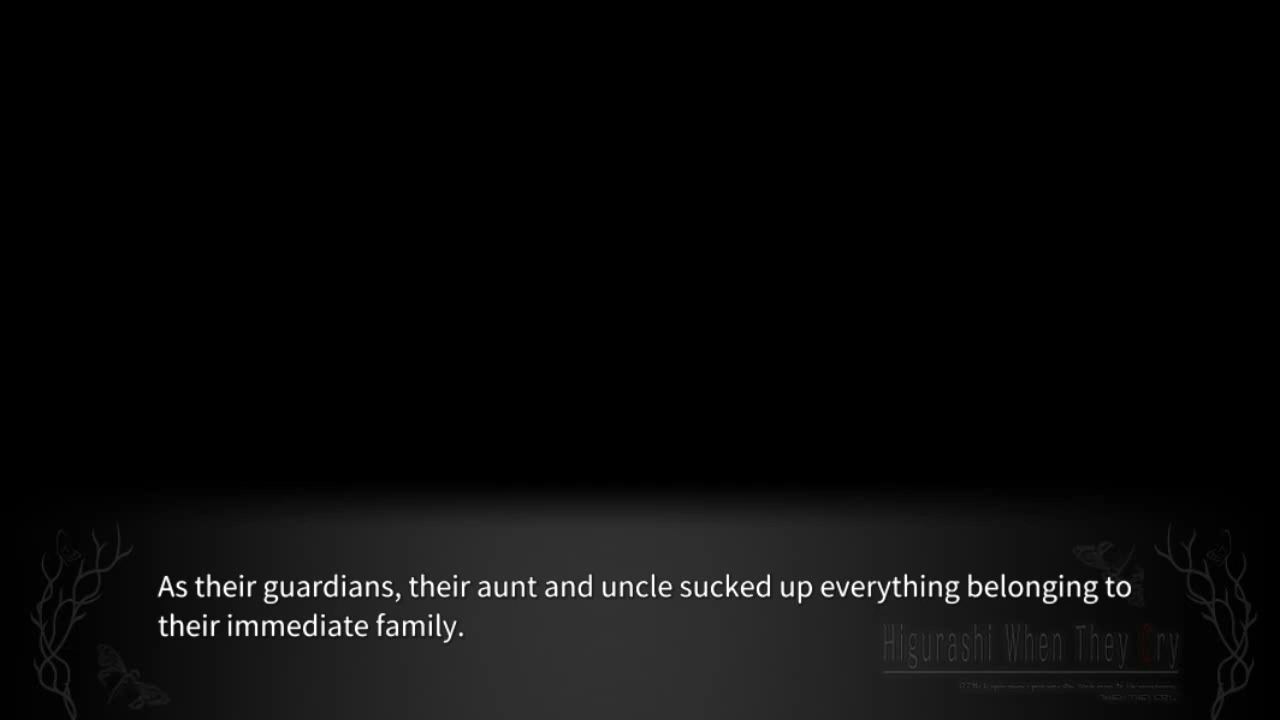 As their guardians, their aunt and uncle sucked up everything belonging to
their immediate family.
Higurashi When They Cry